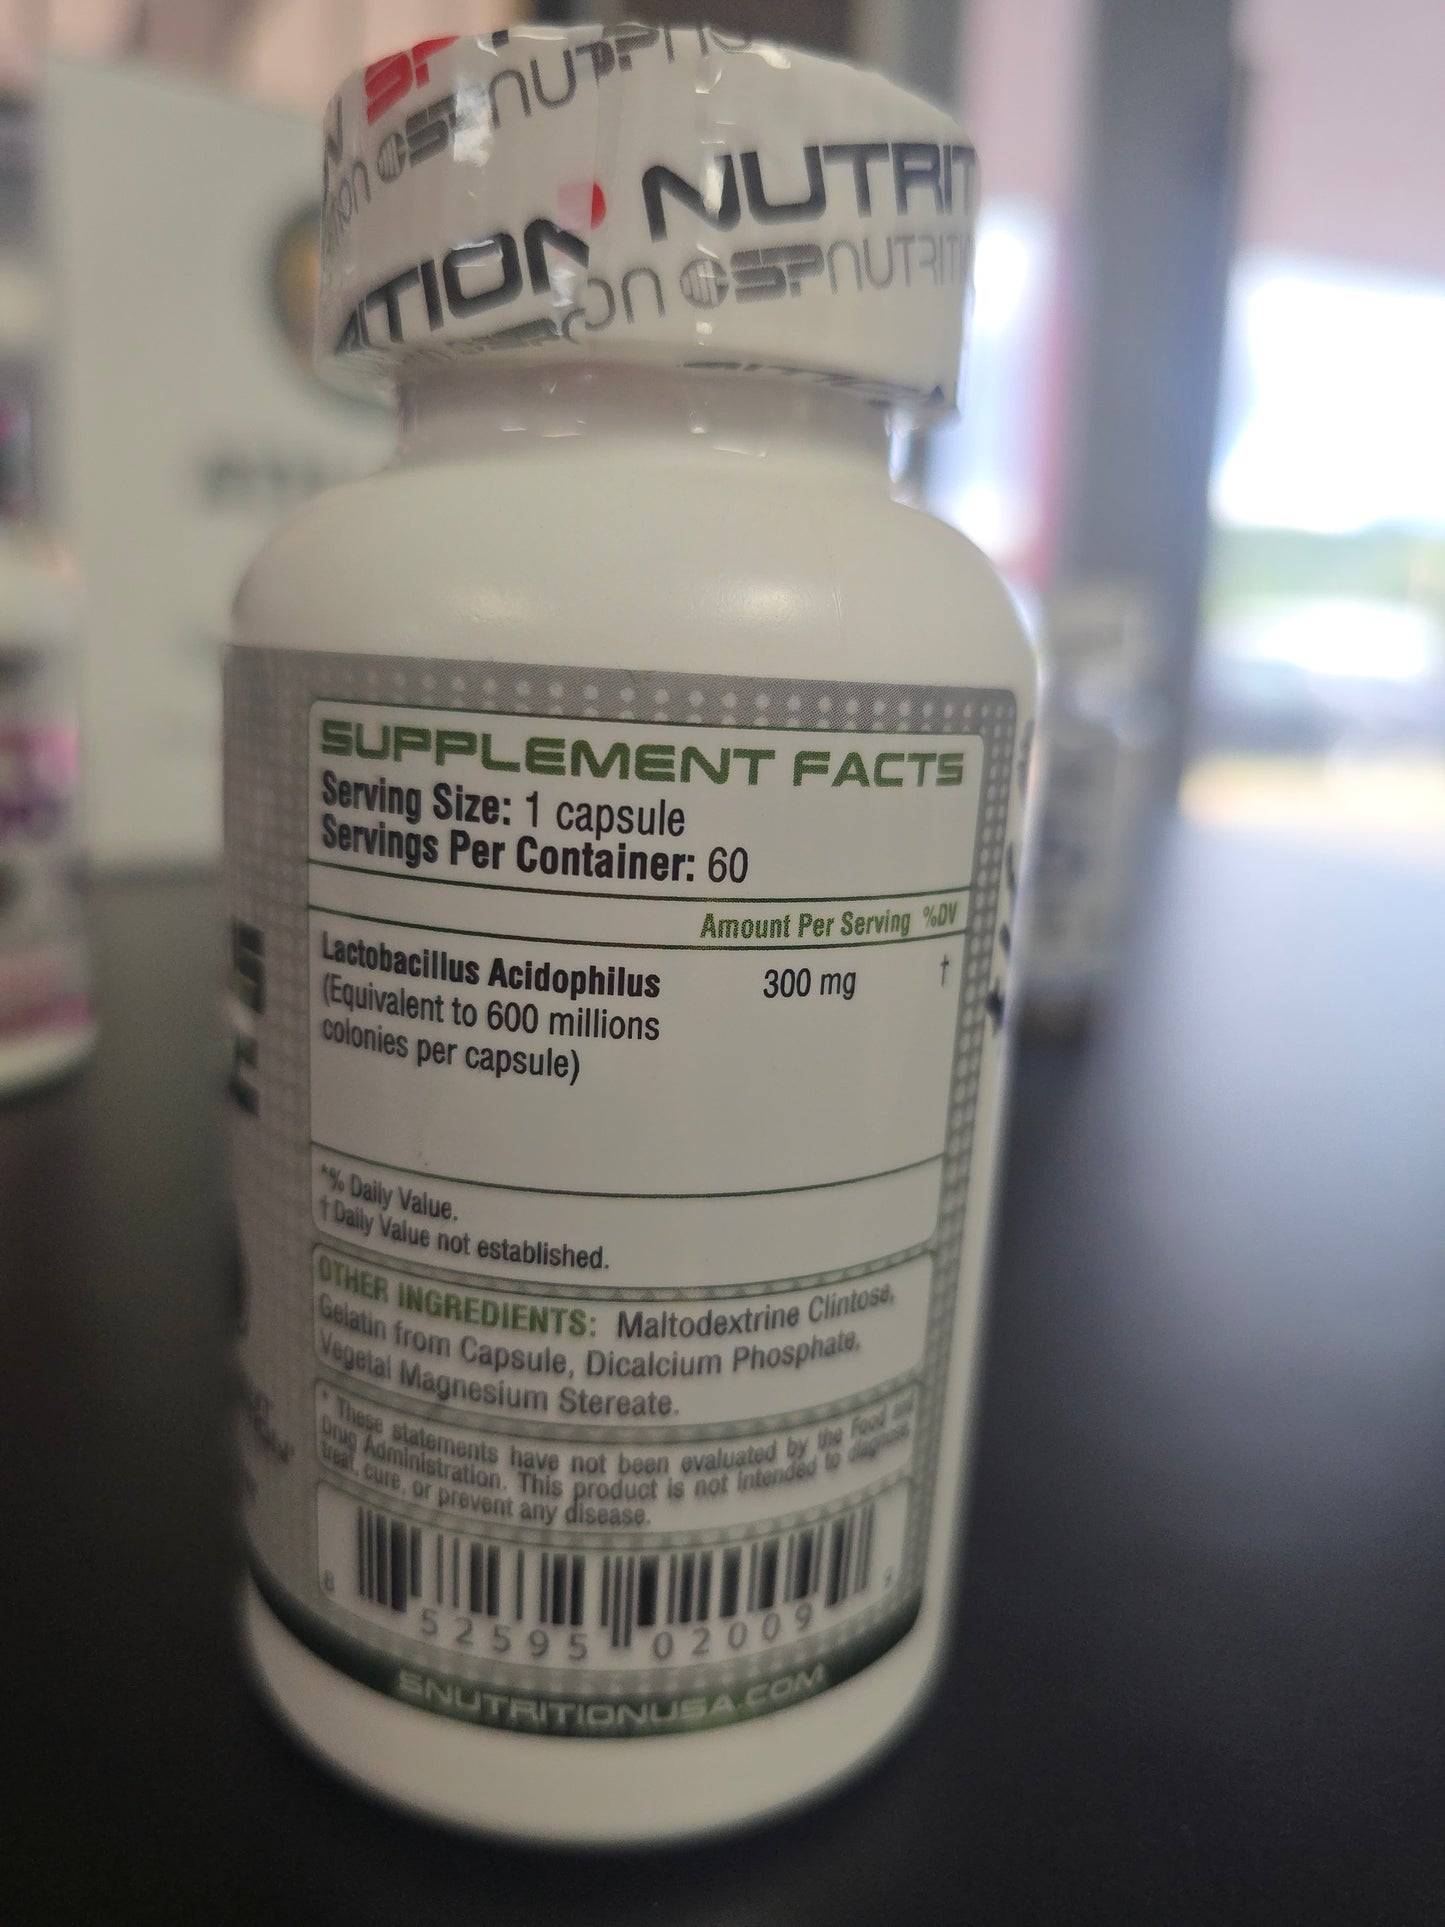 SP
NUTRITION
SPNUTRITION
SUPPLEMENT FACTS
Serving Size: 1 capsule
Servings Per Container: 60
Amount Per Serving %DV
Lactobacillus Acidophilus 300 mg †
(Equivalent to 600 millions
colonies per capsule)
*% Daily Value.
† Daily Value not established.
OTHER INGREDIENTS: Maltodextrine Clintose,
Gelatin from Capsule, Dicalcium Phosphate,
Vegetal Magnesium Stereate.
* These statements have not been evaluated by the Food and
Drug Administration. This product is not intended to diagnose,
treat, cure, or prevent any disease.
8 52595 02009 9
SNUTRITIONUSA.COM